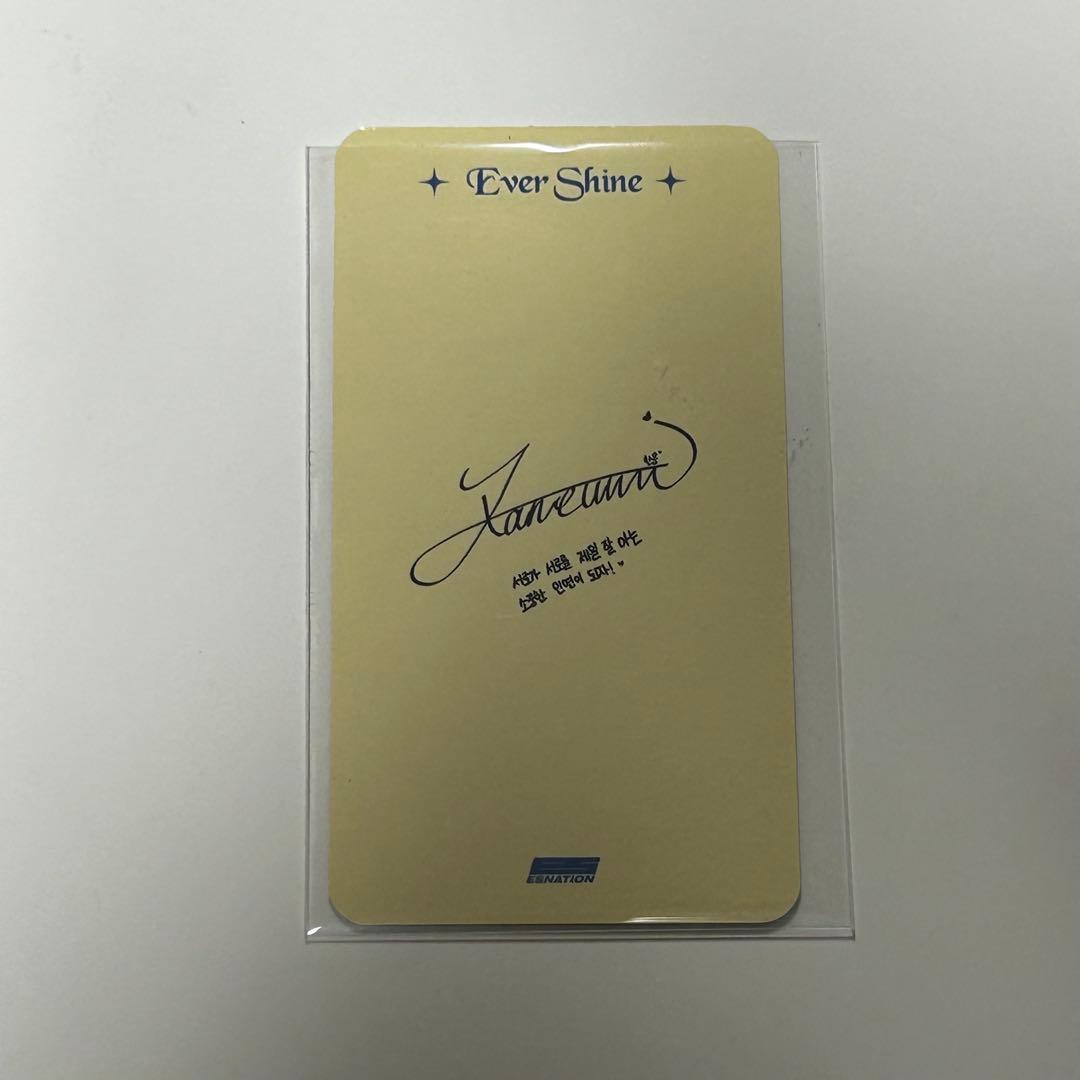 Ever Shine
서로가 서로를 제일 잘 아는
소중한 인연이 되자!
ESNATION